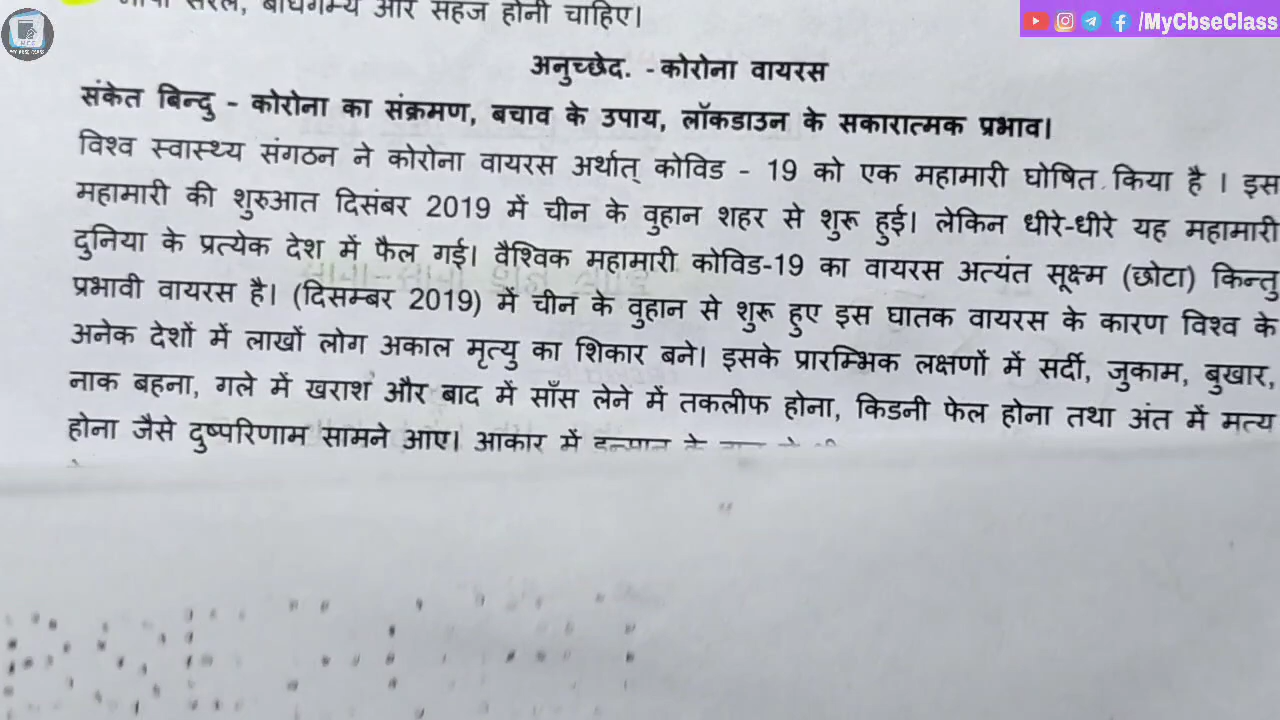 सरल, और सहज होनी चाहिए।
/MyCbseClass
MY CBSE CLASS
अनुच्छेद. - कोरोना वायरस
संकेत बिन्दु - कोरोना का संक्रमण, बचाव के उपाय, लॉकडाउन के सकारात्मक प्रभाव।
विश्व स्वास्थ्य संगठन ने कोरोना वायरस अर्थात् कोविड - 19 को एक महामारी घोषित किया है । इस
महामारी की शुरुआत दिसंबर 2019 में चीन के वुहान शहर से शुरू हुई। लेकिन धीरे-धीरे यह महामारी
दुनिया के प्रत्येक देश में फैल गई। वैश्विक महामारी कोविड-19 का वायरस अत्यंत सूक्ष्म (छोटा) किन्तु
प्रभावी वायरस है। (दिसम्बर 2019) में चीन के वुहान से शुरू हुए इस घातक वायरस के कारण विश्व के
अनेक देशों में लाखों लोग अकाल मृत्यु का शिकार बने। इसके प्रारम्भिक लक्षणों में सर्दी, जुकाम, बुखार,
नाक बहना, गले में खराश और बाद में साँस लेने में तकलीफ होना, किडनी फेल होना तथा अंत में मत्य
होना जैसे दुष्परिणाम सामने आए। आकार में